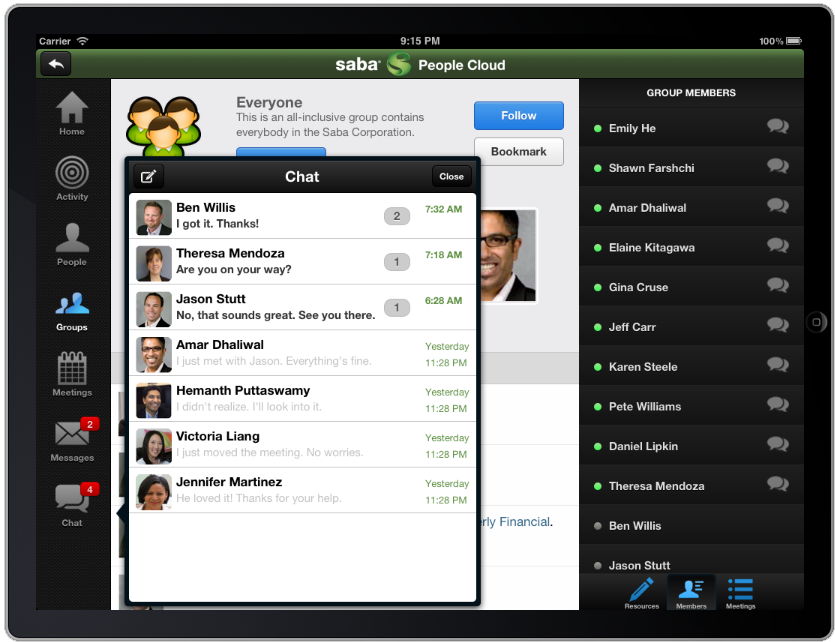 Carrier
9:15 PM
100%
saba People Cloud
Home
Activity
People
Groups
Meetings
2
Messages
4
Chat
Everyone
This is an all-inclusive group contains
everybody in the Saba Corporation.
Follow
Bookmark
Chat
Close
Ben Willis
I got it. Thanks!
2
7:32 AM
Theresa Mendoza
Are you on your way?
1
7:18 AM
Jason Stutt
No, that sounds great. See you there.
1
6:28 AM
Amar Dhaliwal
I just met with Jason. Everything's fine.
Yesterday
11:28 PM
Hemanth Puttaswamy
I didn't realize. I'll look into it.
Yesterday
11:28 PM
Victoria Liang
I just moved the meeting. No worries.
Yesterday
11:28 PM
Jennifer Martinez
He loved it! Thanks for your help.
Yesterday
11:28 PM
Financial.
GROUP MEMBERS
Emily He
Shawn Farshchi
Amar Dhaliwal
Elaine Kitagawa
Gina Cruse
Jeff Carr
Karen Steele
Pete Williams
Daniel Lipkin
Theresa Mendoza
Ben Willis
Jason Stutt
Resources
Members
Meetings